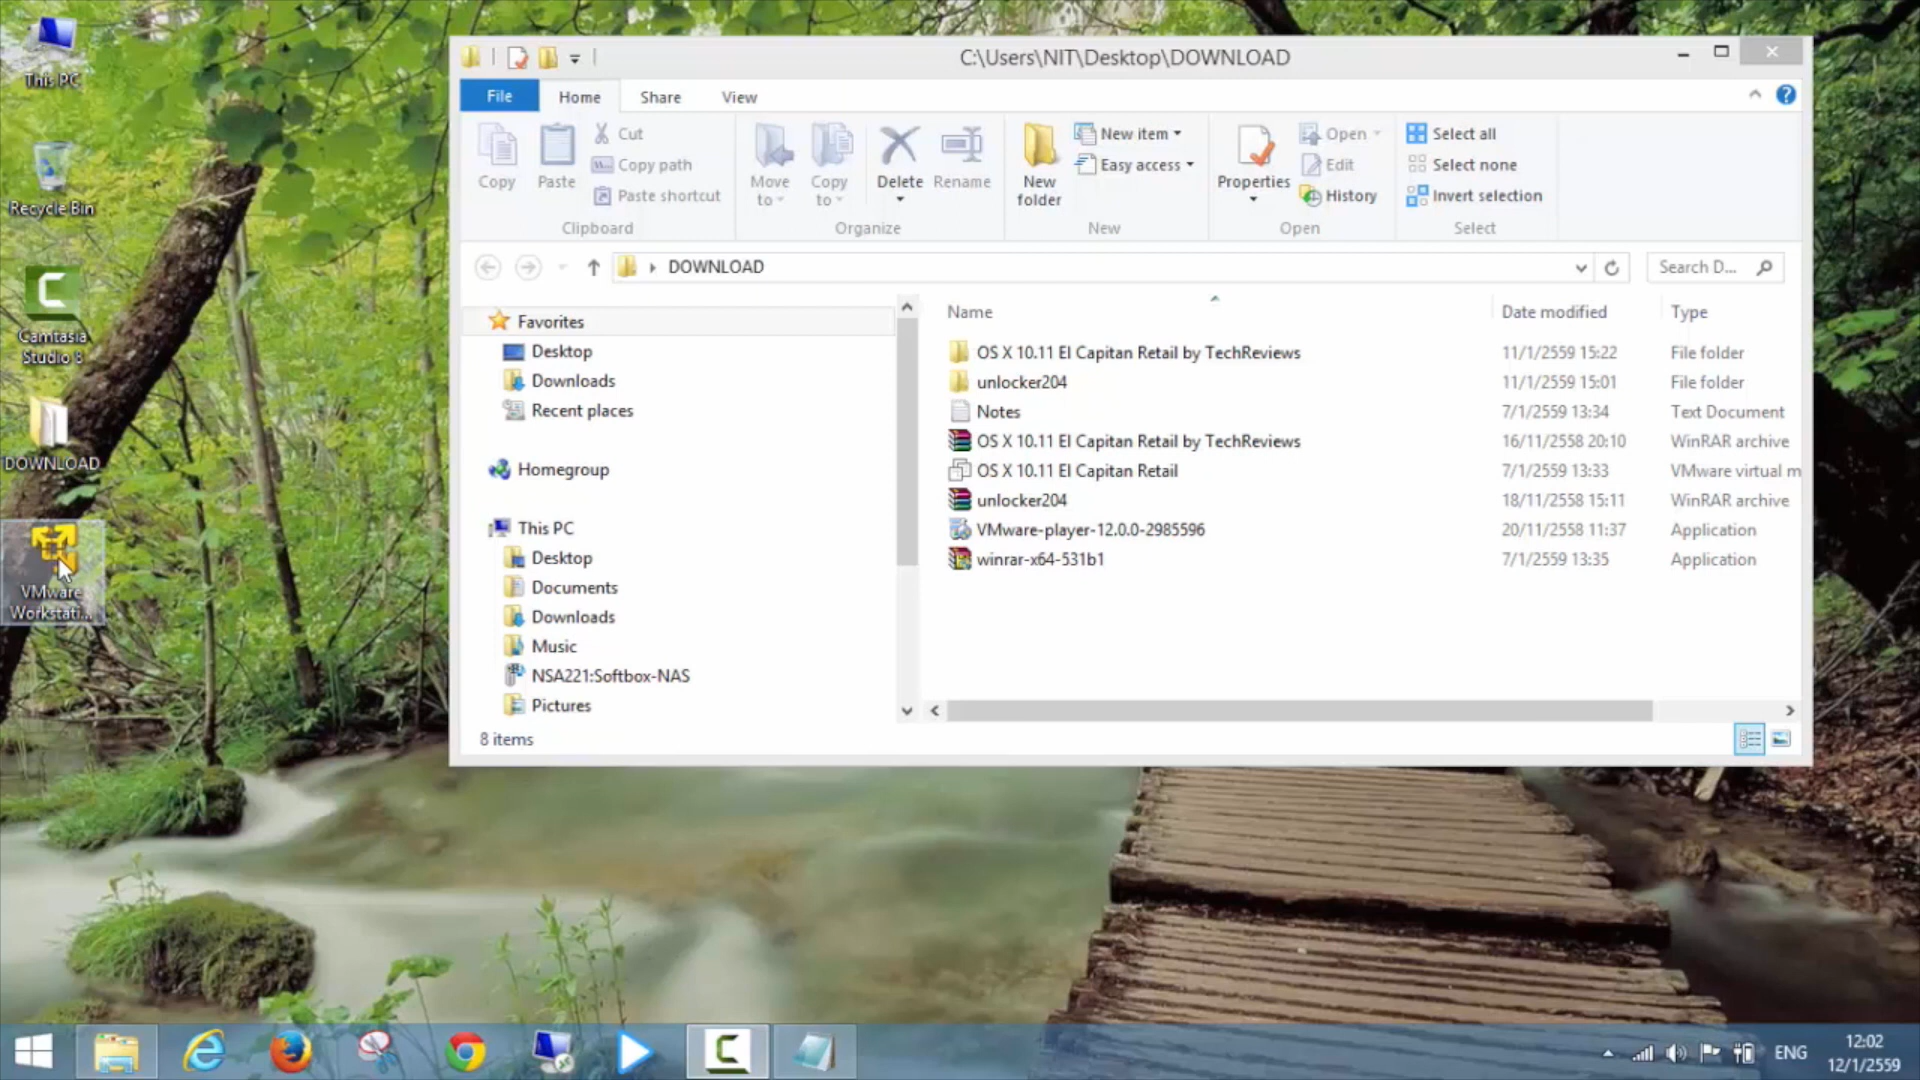 This PC
Recycle Bin
Camtasia
Studio 8
DOWNLOAD
VMware
Workstati...
C:\Users\NIT\Desktop\DOWNLOAD
File
Home
Share
View
Copy
Paste
Cut
Copy path
Paste shortcut
Clipboard
Move
to
Copy
to
Delete
Rename
Organize
New
folder
New item
Easy access
New
Properties
Open
Edit
History
Open
Select all
Select none
Invert selection
Select
DOWNLOAD
Search D...
Favorites
Desktop
Downloads
Recent places
Homegroup
This PC
Desktop
Documents
Downloads
Music
NSA221:Softbox-NAS
Pictures
Name Date modified Type
OS X 10.11 El Capitan Retail by TechReviews 11/1/2559 15:22 File folder
unlocker204 11/1/2559 15:01 File folder
Notes 7/1/2559 13:34 Text Document
OS X 10.11 El Capitan Retail by TechReviews 16/11/2558 20:10 WinRAR archive
OS X 10.11 El Capitan Retail 7/1/2559 13:33 VMware virtual m
unlocker204 18/11/2558 15:11 WinRAR archive
VMware-player-12.0.0-2985596 20/11/2558 11:37 Application
winrar-x64-531b1 7/1/2559 13:35 Application
8 items
ENG
12:02
12/1/2559